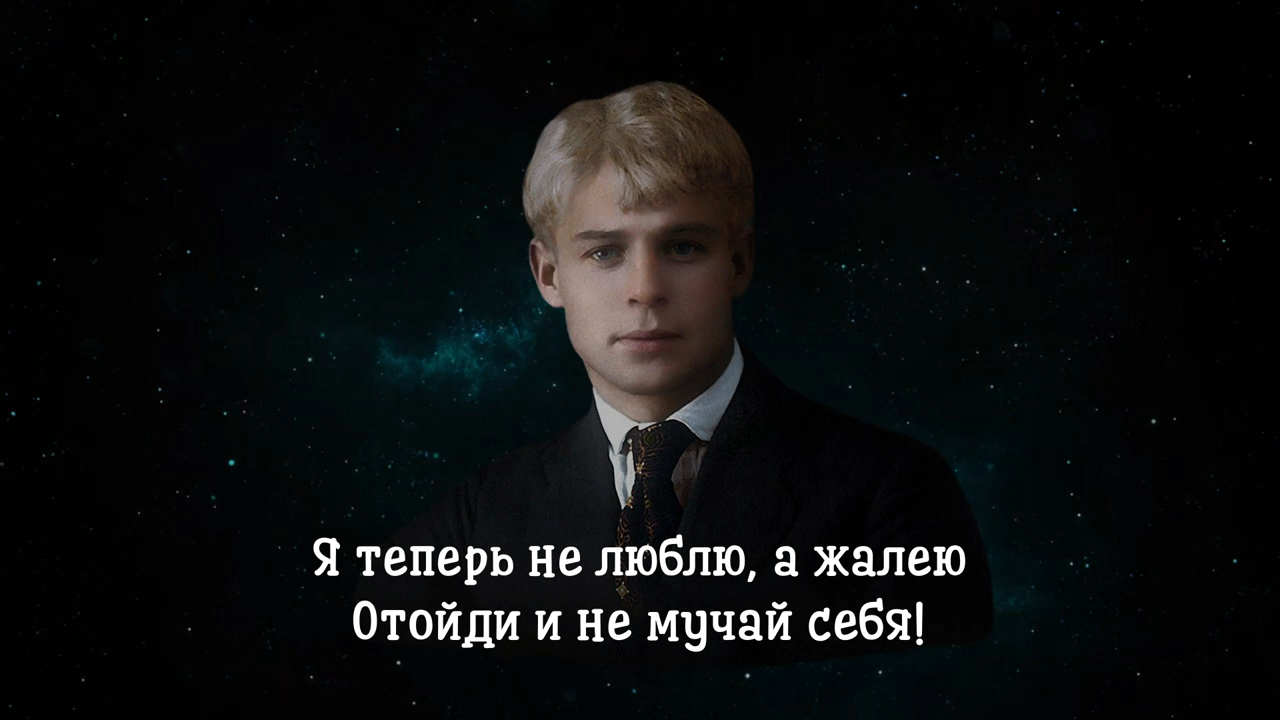 Я теперь не люблю, а жалею
Отойди и не мучай себя!